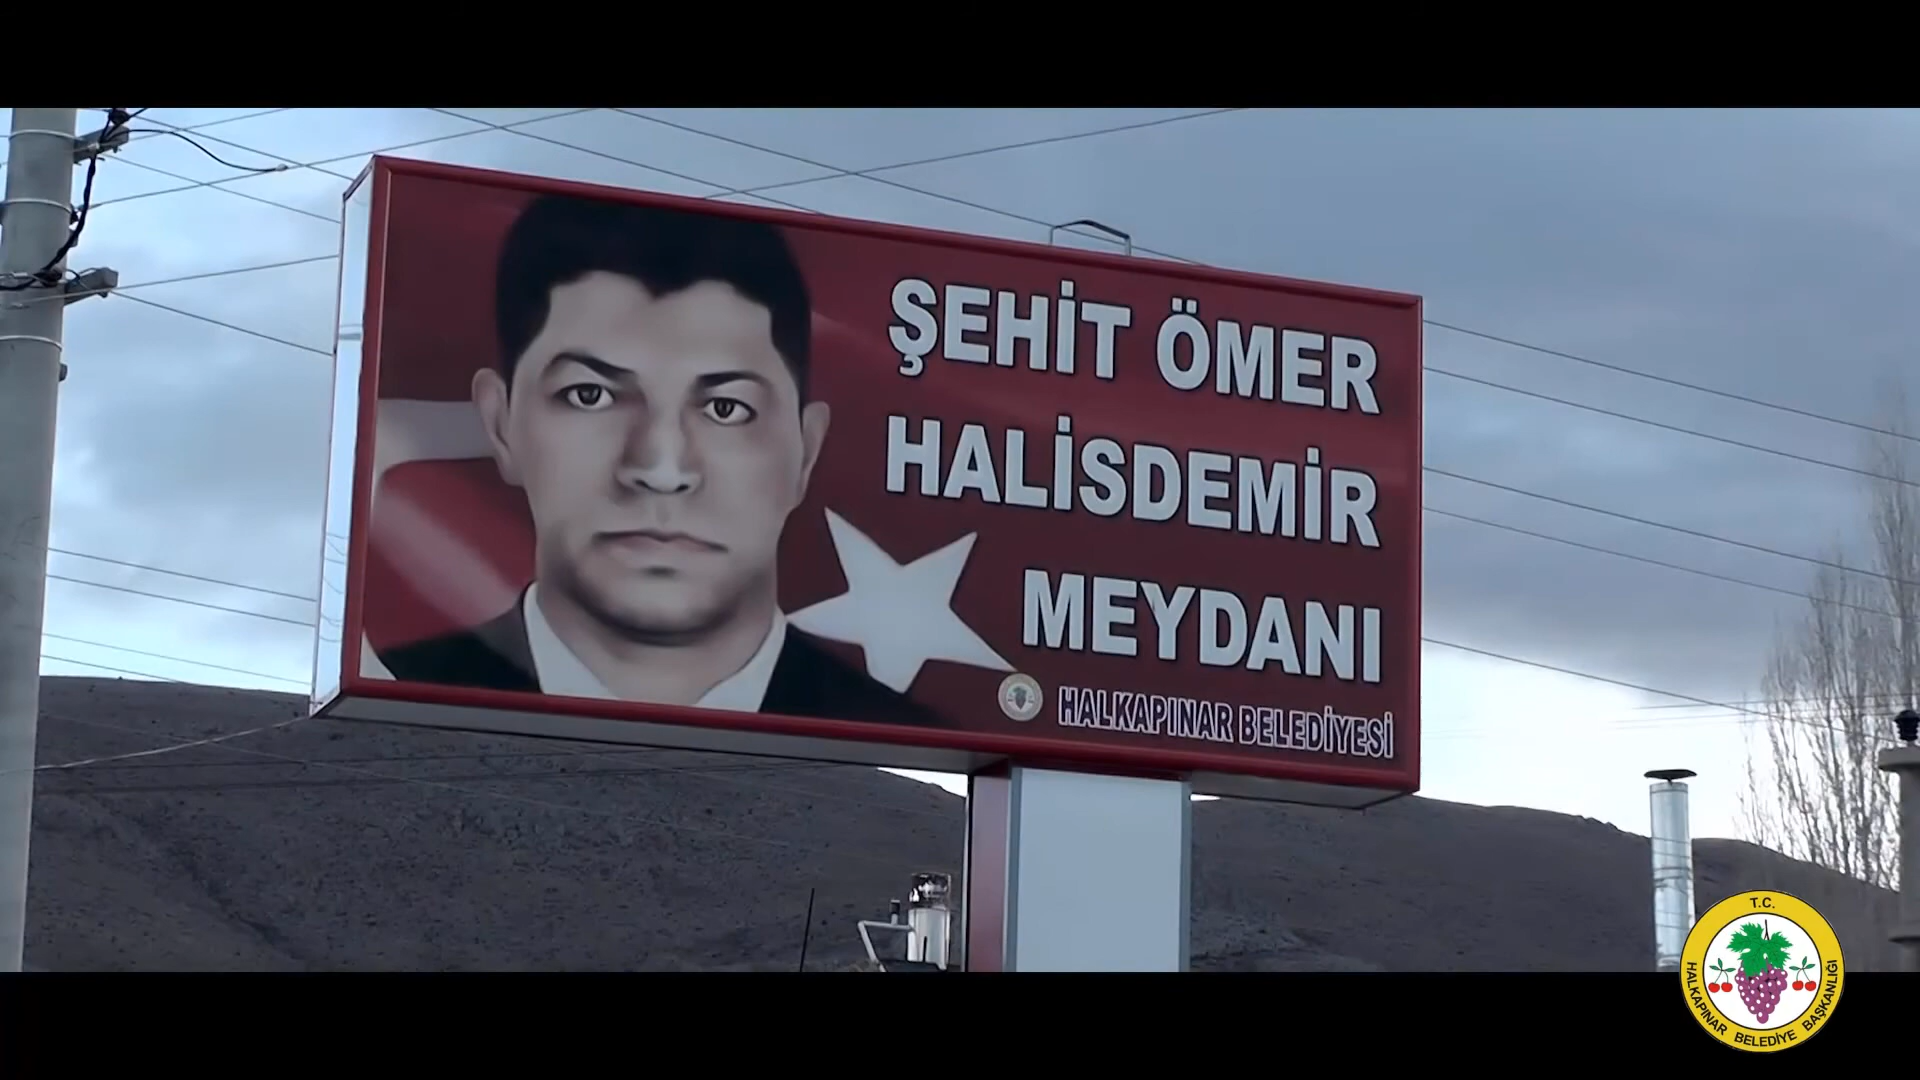 ŞEHİT ÖMER
HALİSDEMİR
MEYDANI
HALKAPINAR BELEDİYESİ
T.C.
HALKAPINAR BELEDİYE BAŞKANLIĞI